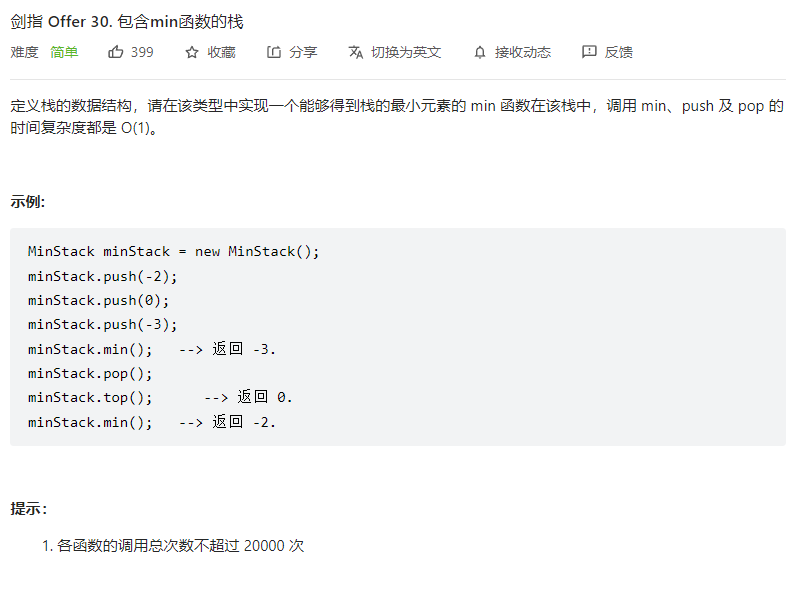 剑指 Offer 30. 包含min函数的栈
难度 简单 399 收藏 分享 切换为英文 接收动态 反馈
定义栈的数据结构，请在该类型中实现一个能够得到栈的最小元素的 min 函数在该栈中，调用 min、push 及 pop 的
时间复杂度都是 O(1)。
示例:
MinStack minStack = new MinStack();
minStack.push(-2);
minStack.push(0);
minStack.push(-3);
minStack.min();   --> 返回 -3.
minStack.pop();
minStack.top();      --> 返回 0.
minStack.min();   --> 返回 -2.
提示：
1. 各函数的调用总次数不超过 20000 次